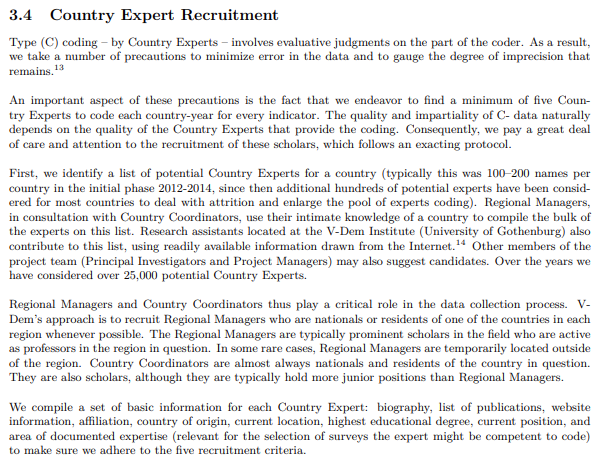 3.4 Country Expert Recruitment
Type (C) coding – by Country Experts – involves evaluative judgments on the part of the coder. As a result,
we take a number of precautions to minimize error in the data and to gauge the degree of imprecision that
remains.13
An important aspect of these precautions is the fact that we endeavor to find a minimum of five Coun-
try Experts to code each country-year for every indicator. The quality and impartiality of C- data naturally
depends on the quality of the Country Experts that provide the coding. Consequently, we pay a great deal
of care and attention to the recruitment of these scholars, which follows an exacting protocol.
First, we identify a list of potential Country Experts for a country (typically this was 100–200 names per
country in the initial phase 2012-2014, since then additional hundreds of potential experts have been consid-
ered for most countries to deal with attrition and enlarge the pool of experts coding). Regional Managers,
in consultation with Country Coordinators, use their intimate knowledge of a country to compile the bulk of
the experts on this list. Research assistants located at the V-Dem Institute (University of Gothenburg) also
contribute to this list, using readily available information drawn from the Internet.14 Other members of the
project team (Principal Investigators and Project Managers) may also suggest candidates. Over the years we
have considered over 25,000 potential Country Experts.
Regional Managers and Country Coordinators thus play a critical role in the data collection process. V-
Dem's approach is to recruit Regional Managers who are nationals or residents of one of the countries in each
region whenever possible. The Regional Managers are typically prominent scholars in the field who are active
as professors in the region in question. In some rare cases, Regional Managers are temporarily located outside
of the region. Country Coordinators are almost always nationals and residents of the country in question.
They are also scholars, although they are typically hold more junior positions than Regional Managers.
We compile a set of basic information for each Country Expert: biography, list of publications, website
information, affiliation, country of origin, current location, highest educational degree, current position, and
area of documented expertise (relevant for the selection of surveys the expert might be competent to code)
to make sure we adhere to the five recruitment criteria.